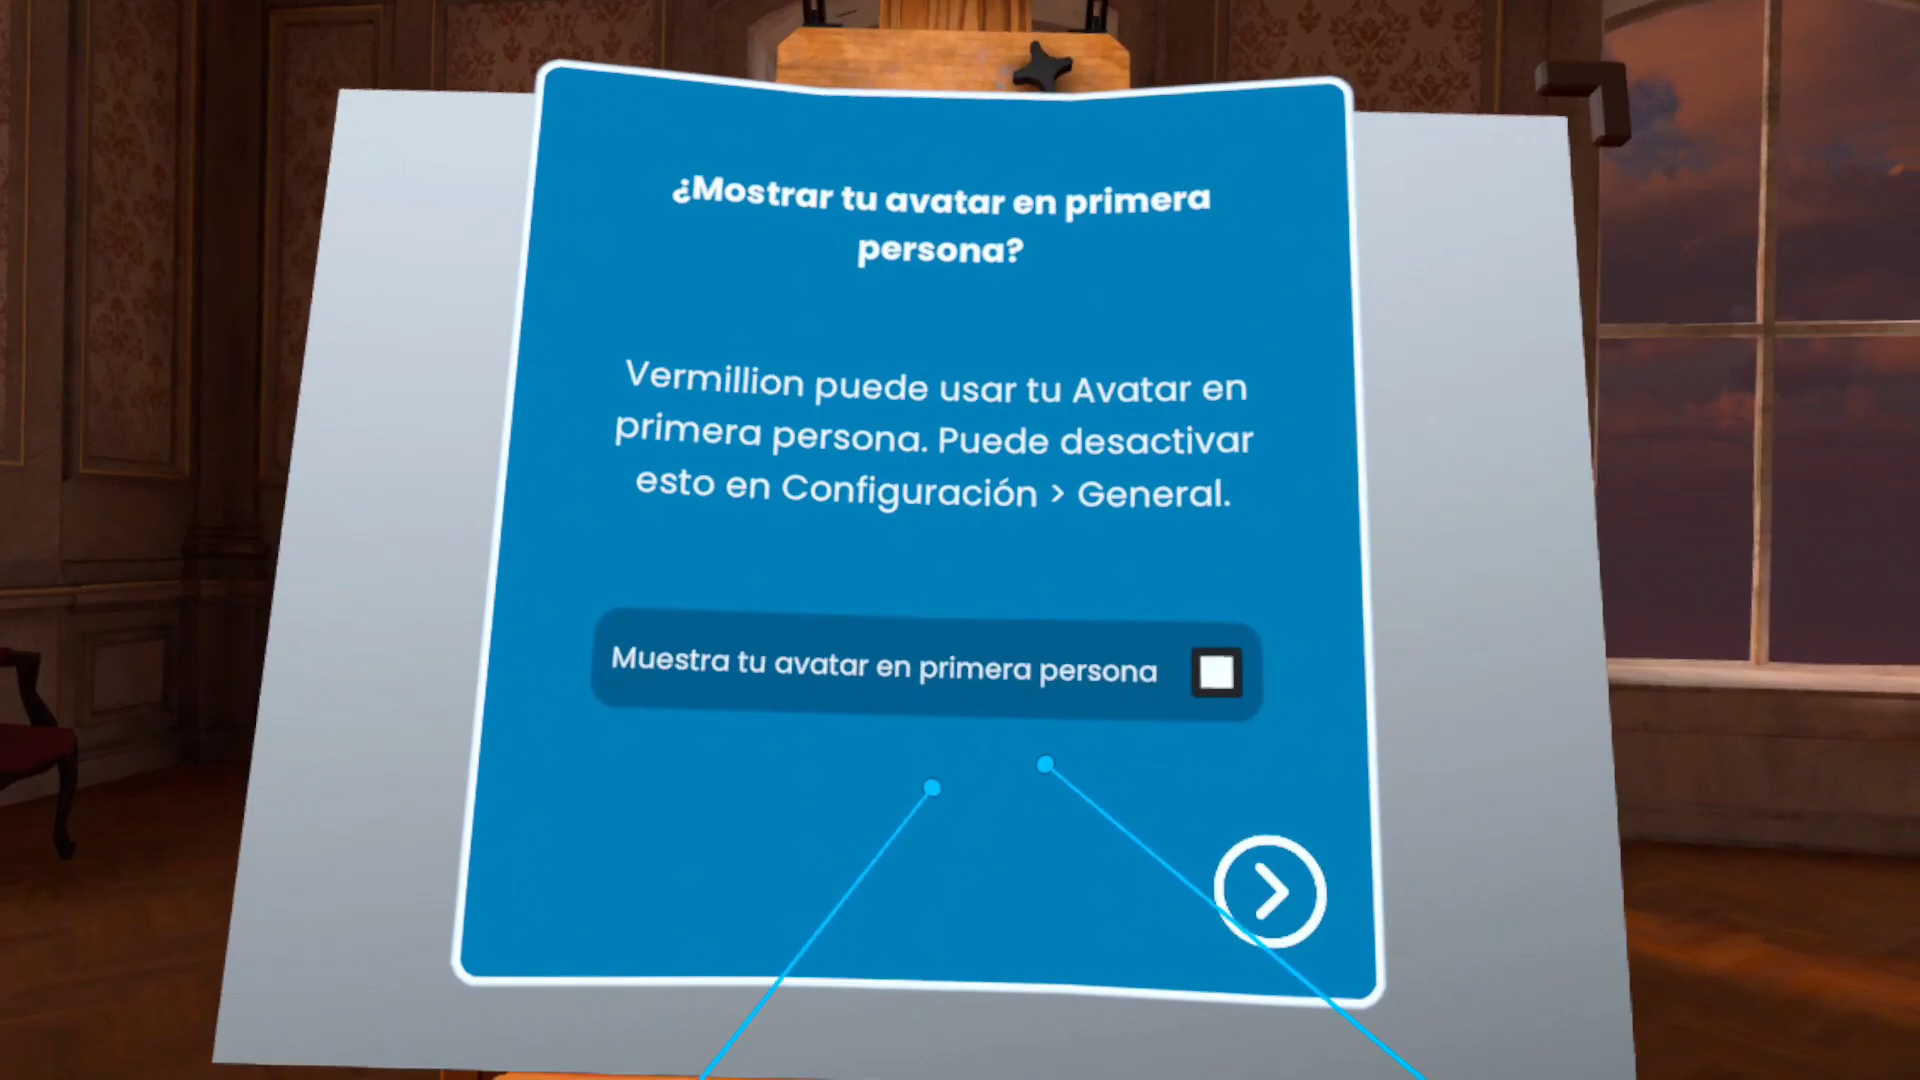 ¿Mostrar tu avatar en primera
persona?
Vermillion puede usar tu Avatar en
primera persona. Puede desactivar
esto en Configuración > General.
Muestra tu avatar en primera persona